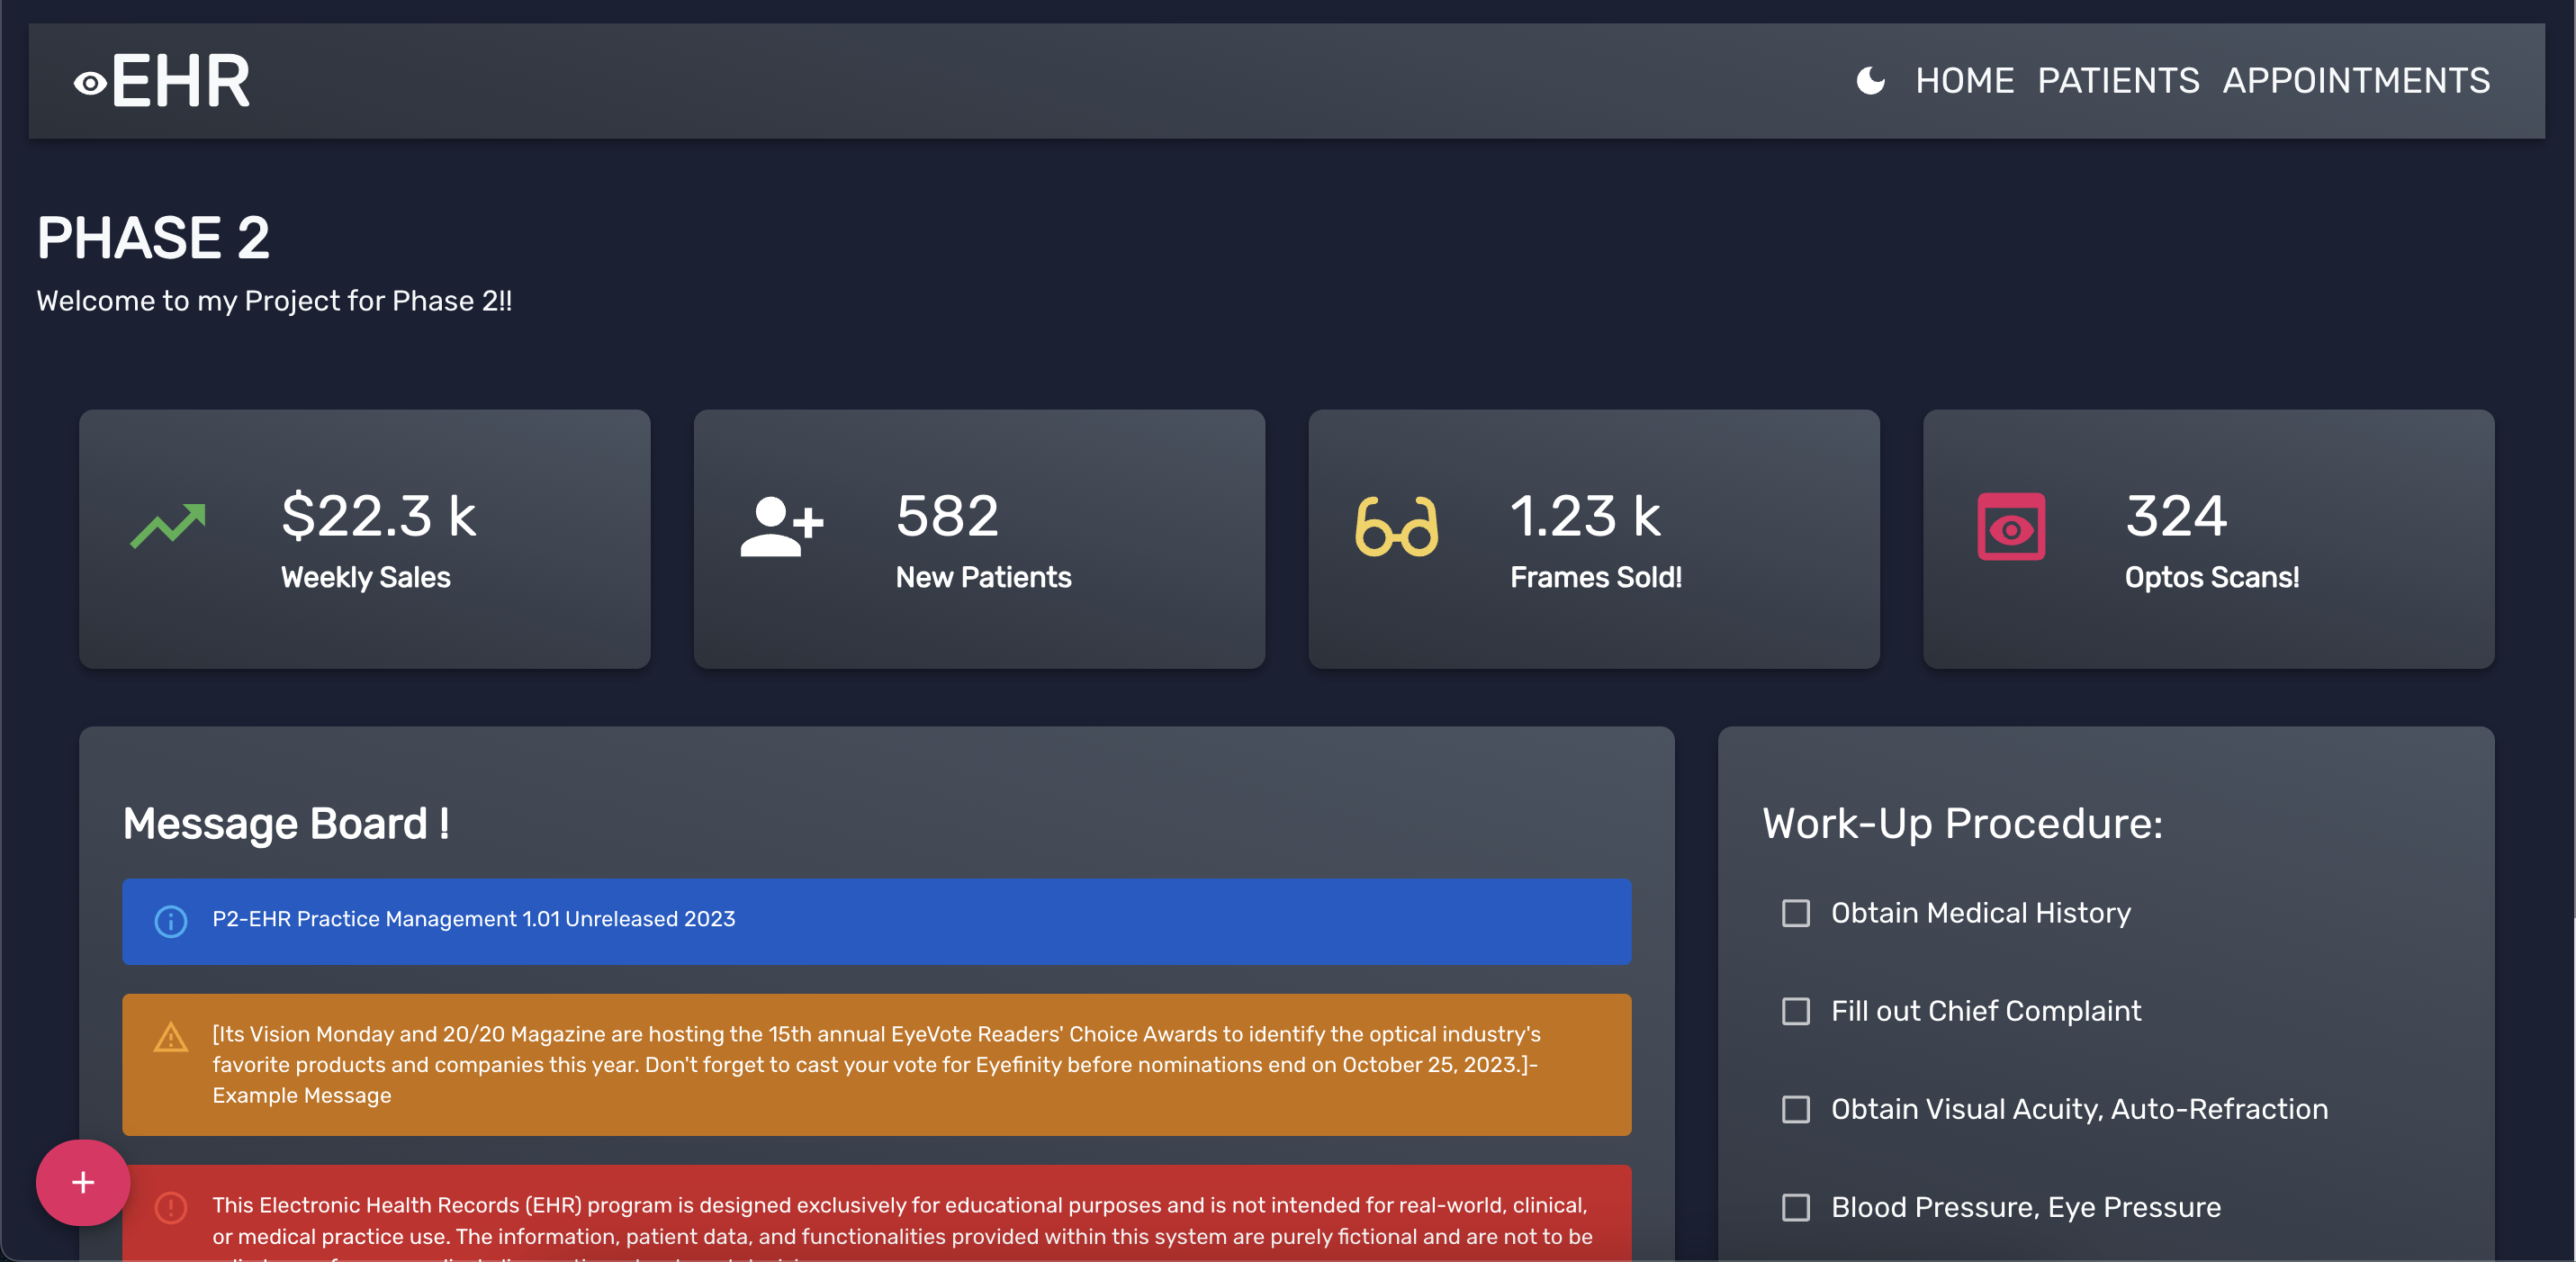 EHR
HOME PATIENTS APPOINTMENTS
PHASE 2
Welcome to my Project for Phase 2!!
$22.3 k
Weekly Sales
582
New Patients
1.23 k
Frames Sold!
324
Optos Scans!
Message Board !
P2-EHR Practice Management 1.01 Unreleased 2023
[Its Vision Monday and 20/20 Magazine are hosting the 15th annual EyeVote Readers' Choice Awards to identify the optical industry's
favorite products and companies this year. Don't forget to cast your vote for Eyefinity before nominations end on October 25, 2023.]-
Example Message
This Electronic Health Records (EHR) program is designed exclusively for educational purposes and is not intended for real-world, clinical,
or medical practice use. The information, patient data, and functionalities provided within this system are purely fictional and are not to be
Work-Up Procedure:
Obtain Medical History
Fill out Chief Complaint
Obtain Visual Acuity, Auto-Refraction
Blood Pressure, Eye Pressure